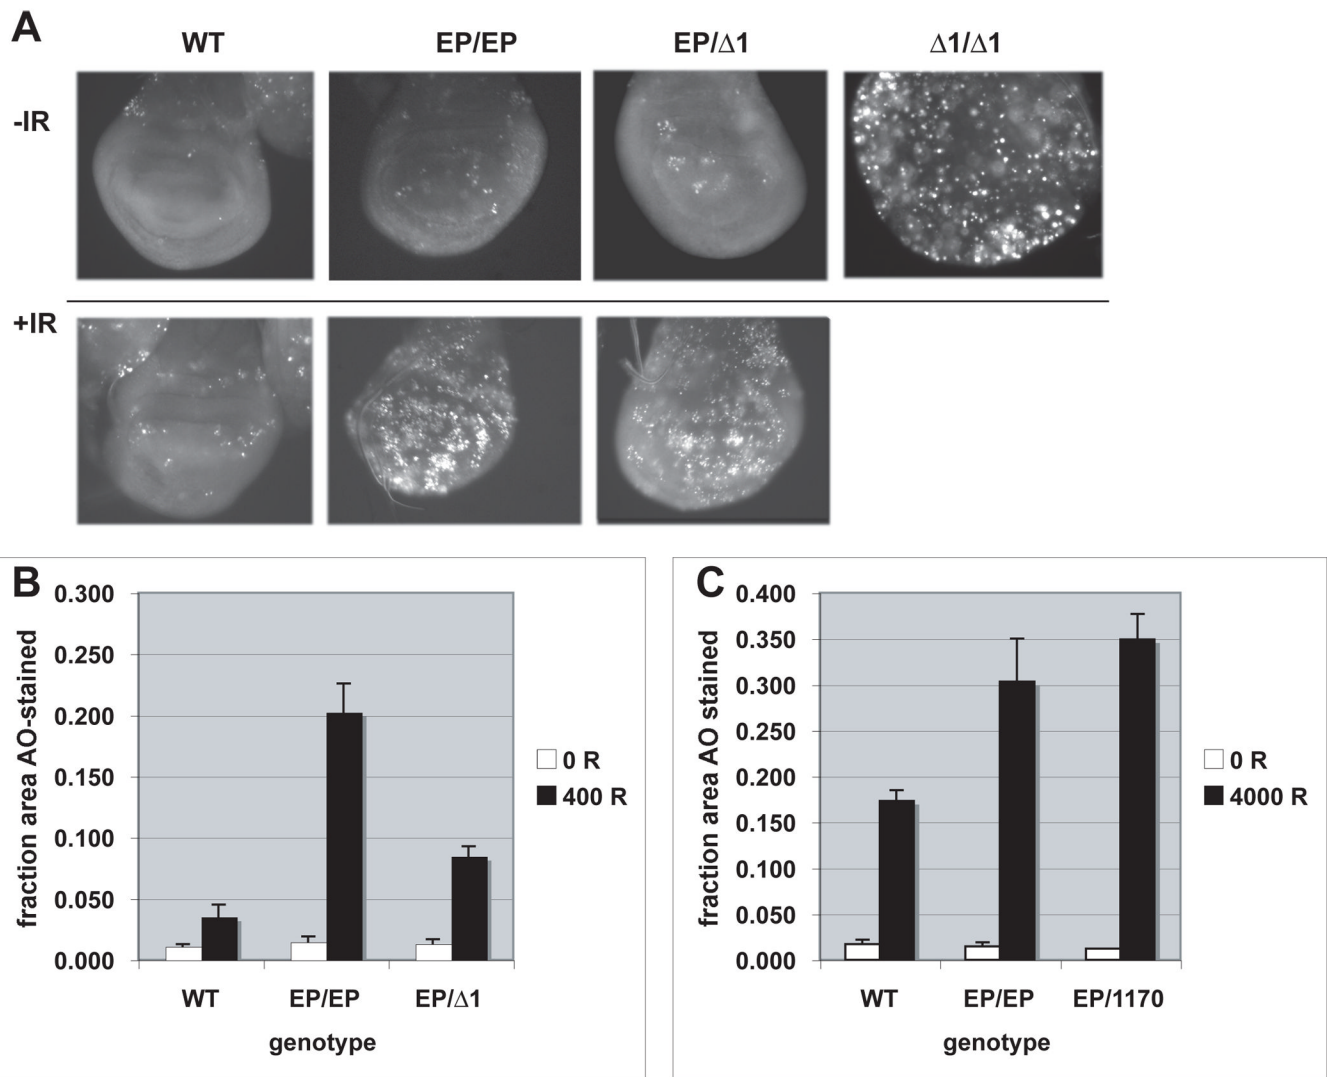 A
WT EP/EP EP/Δ1 Δ1/Δ1
-IR
+IR
B
0.300
0.250
0.200
0.150
0.100
0.050
0.000
fraction area AO-stained
WT EP/EP EP/Δ1
genotype
0 R
400 R
C
0.400
0.350
0.300
0.250
0.200
0.150
0.100
0.050
0.000
fraction area AO stained
WT EP/EP EP/1170
genotype
0 R
4000 R